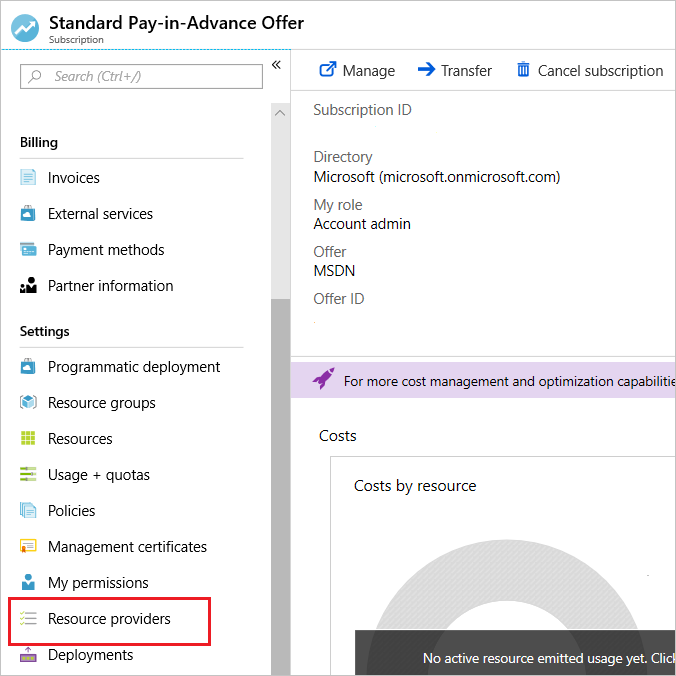 Standard Pay-in-Advance Offer
Subscription
Search (Ctrl+/)
«
Billing
Invoices
External services
Payment methods
Partner information
Settings
Programmatic deployment
Resource groups
Resources
Usage + quotas
Policies
Management certificates
My permissions
Resource providers
Deployments
Manage
Transfer
Cancel subscription
Subscription ID
Directory
Microsoft (microsoft.onmicrosoft.com)
My role
Account admin
Offer
MSDN
Offer ID
For more cost management and optimization capabilitie
Costs
Costs by resource
No active resource emitted usage yet. Clic